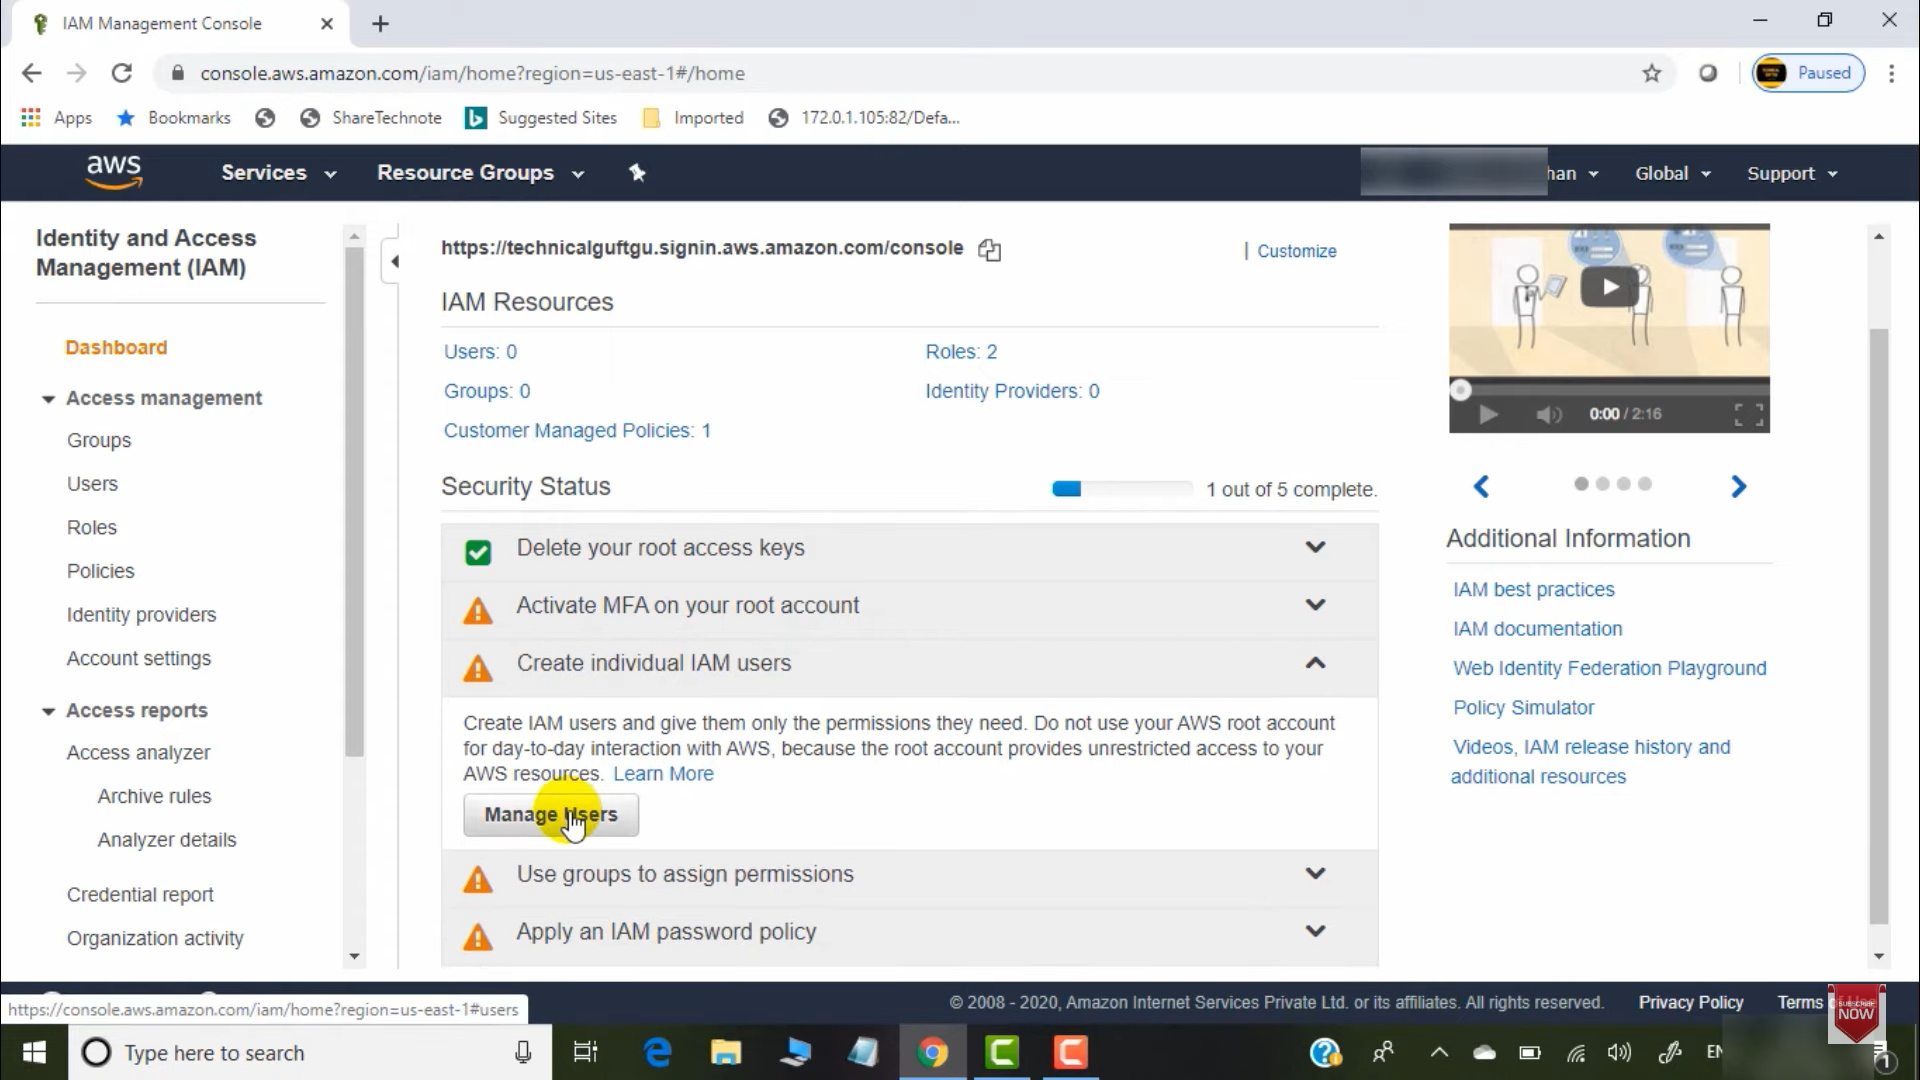 IAM Management Console
console.aws.amazon.com/iam/home?region=us-east-1#/home
Paused
Apps
Bookmarks
ShareTechnote
Suggested Sites
Imported
172.0.1.105:82/Defa...
aws
Services
Resource Groups
han
Global
Support
Identity and Access
Management (IAM)
Dashboard
Access management
Groups
Users
Roles
Policies
Identity providers
Account settings
Access reports
Access analyzer
Archive rules
Analyzer details
Credential report
Organization activity
https://technicalguftgu.signin.aws.amazon.com/console
Customize
IAM Resources
Users: 0
Roles: 2
Groups: 0
Identity Providers: 0
Customer Managed Policies: 1
Security Status
1 out of 5 complete.
Delete your root access keys
Activate MFA on your root account
Create individual IAM users
Create IAM users and give them only the permissions they need. Do not use your AWS root account
for day-to-day interaction with AWS, because the root account provides unrestricted access to your
AWS resources. Learn More
Manage Users
Use groups to assign permissions
Apply an IAM password policy
0:00 / 2:16
Additional Information
IAM best practices
IAM documentation
Web Identity Federation Playground
Policy Simulator
Videos, IAM release history and
additional resources
https://console.aws.amazon.com/iam/home?region=us-east-1#users
© 2008 - 2020, Amazon Internet Services Private Ltd. or its affiliates. All rights reserved.
Privacy Policy
Terms
SUBSCRIBE
NOW
Type here to search
1